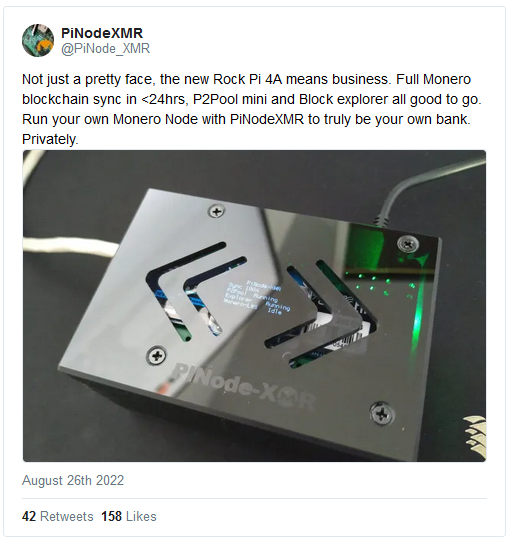 PiNodeXMR
@PiNode_XMR
Not just a pretty face, the new Rock Pi 4A means business. Full Monero
blockchain sync in <24hrs, P2Pool mini and Block explorer all good to go.
Run your own Monero Node with PiNodeXMR to truly be your own bank.
Privately.
PiNode-XMR
Sync 100%
P2Pool Running
Explorer Running
Monero-LWS Idle
PiNode-XMR
August 26th 2022
42 Retweets 158 Likes